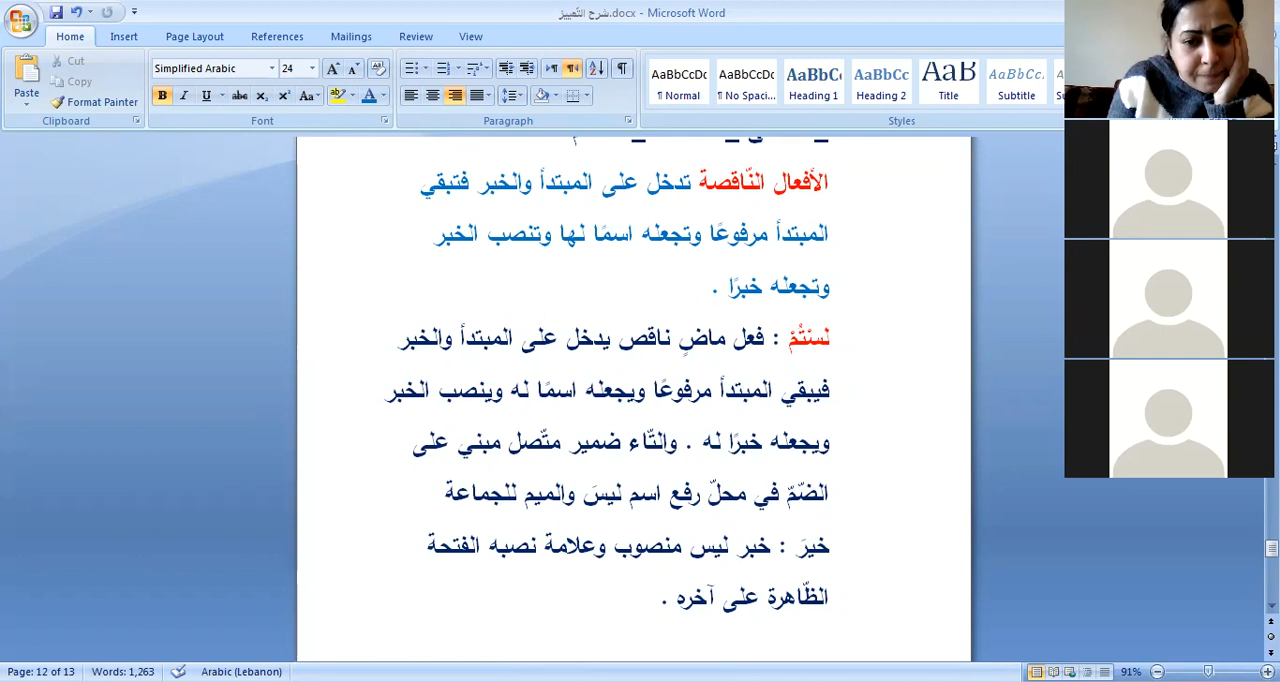 شرح التّمييز.docx - Microsoft Word
Home Insert Page Layout References Mailings Review View
Paste
Cut
Copy
Format Painter
Clipboard
Simplified Arabic 24
Font
Paragraph
AaBbCcDc AaBbCcDc AaBbC AaBbCc AaB AaBbCc AaBbCc
¶ Normal ¶ No Spaci... Heading 1 Heading 2 Title Subtitle
Styles
الأفعال النّاقصة تدخل على المبتدأ والخبر فتبقي
المبتدأ مرفوعًا وتجعله اسمًا لها وتنصب الخبر
وتجعله خبرًا .
لسْتُمْ : فعل ماضٍ ناقص يدخل على المبتدأ والخبر
فيبقي المبتدأ مرفوعًا ويجعله اسمًا له وينصب الخبر
ويجعله خبرًا له . والتّاء ضمير متّصل مبني على
الضّمّ في محلّ رفع اسم ليسَ والميم للجماعة
خيرَ : خبر ليس منصوب وعلامة نصبه الفتحة
الظّاهرة على آخره .
Page: 12 of 13 Words: 1,263 Arabic (Lebanon) 91%